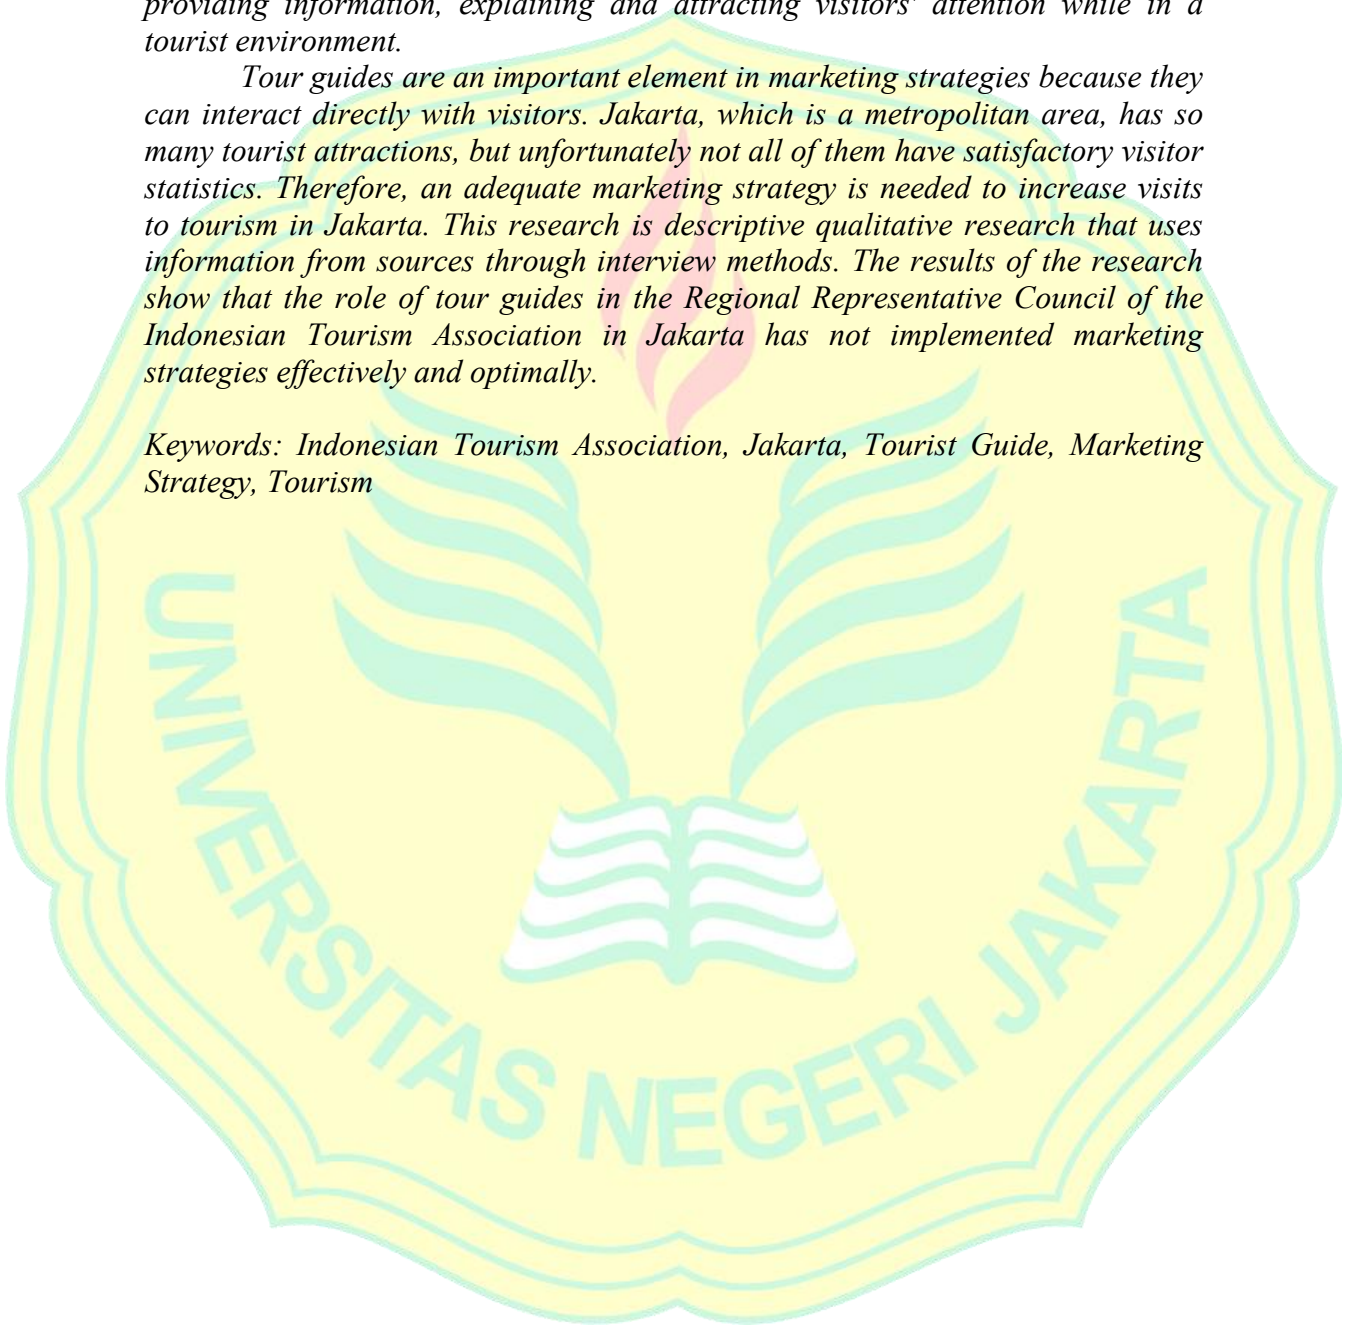 providing information, explaining and attracting visitors' attention while in a
tourist environment.
Tour guides are an important element in marketing strategies because they
can interact directly with visitors. Jakarta, which is a metropolitan area, has so
many tourist attractions, but unfortunately not all of them have satisfactory visitor
statistics. Therefore, an adequate marketing strategy is needed to increase visits
to tourism in Jakarta. This research is descriptive qualitative research that uses
information from sources through interview methods. The results of the research
show that the role of tour guides in the Regional Representative Council of the
Indonesian Tourism Association in Jakarta has not implemented marketing
strategies effectively and optimally.
Keywords: Indonesian Tourism Association, Jakarta, Tourist Guide, Marketing
Strategy, Tourism
UNIVERSITAS NEGERI JAKARTA